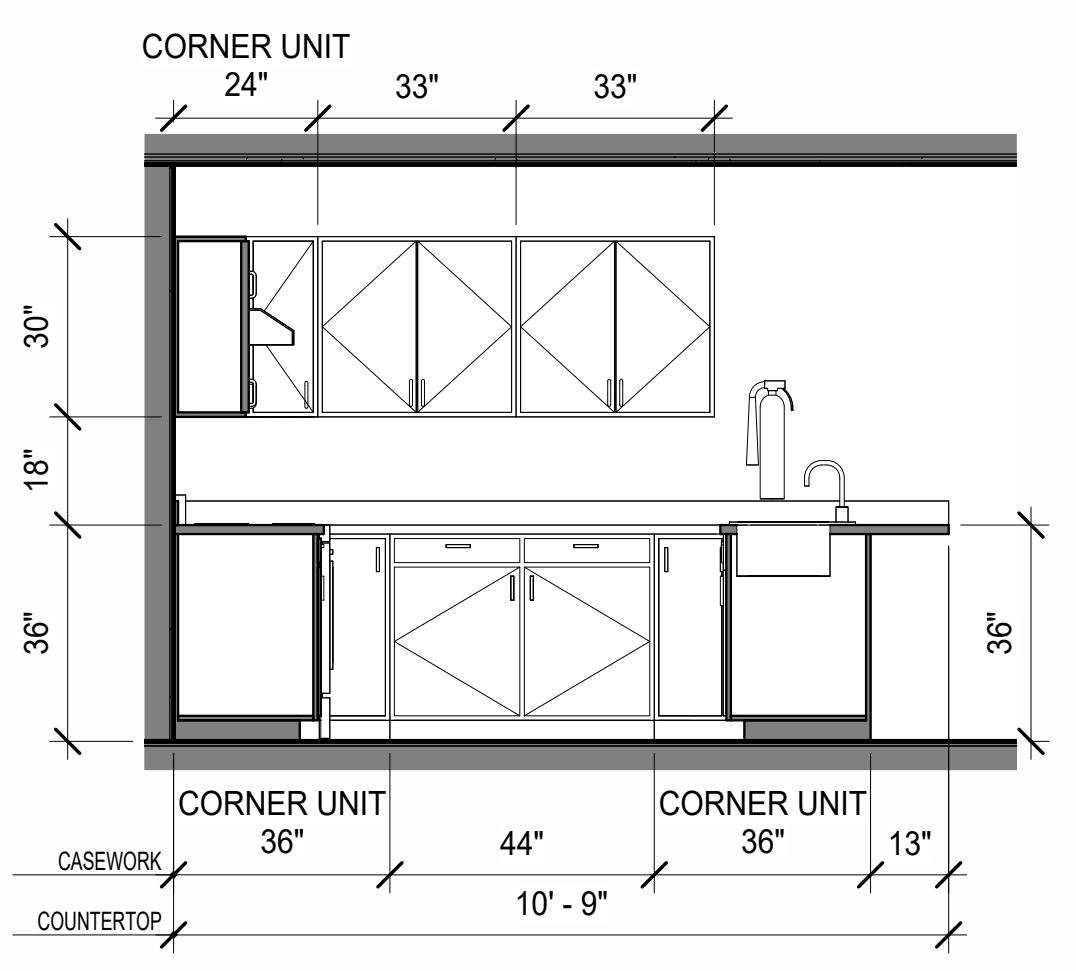 CORNER UNIT
24" 33" 33"
30"
18"
36"
36"
CORNER UNIT CORNER UNIT
36" 44" 36" 13"
CASEWORK
10' - 9"
COUNTERTOP